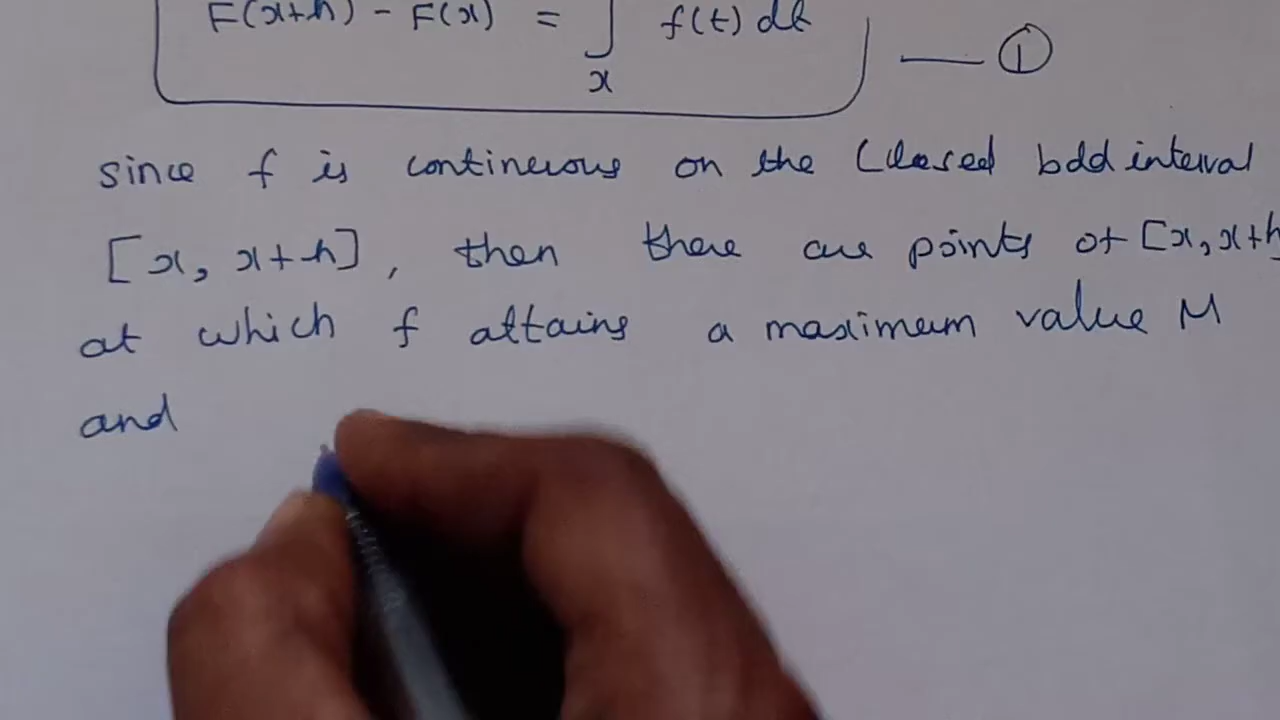 F(x+h) - F(x) = ∫ₓ f(t) dt — ①
since f is continuous on the closed bdd interval
[x, x+h], then there are points of [x, x+h
at which f attains a maximum value M
and